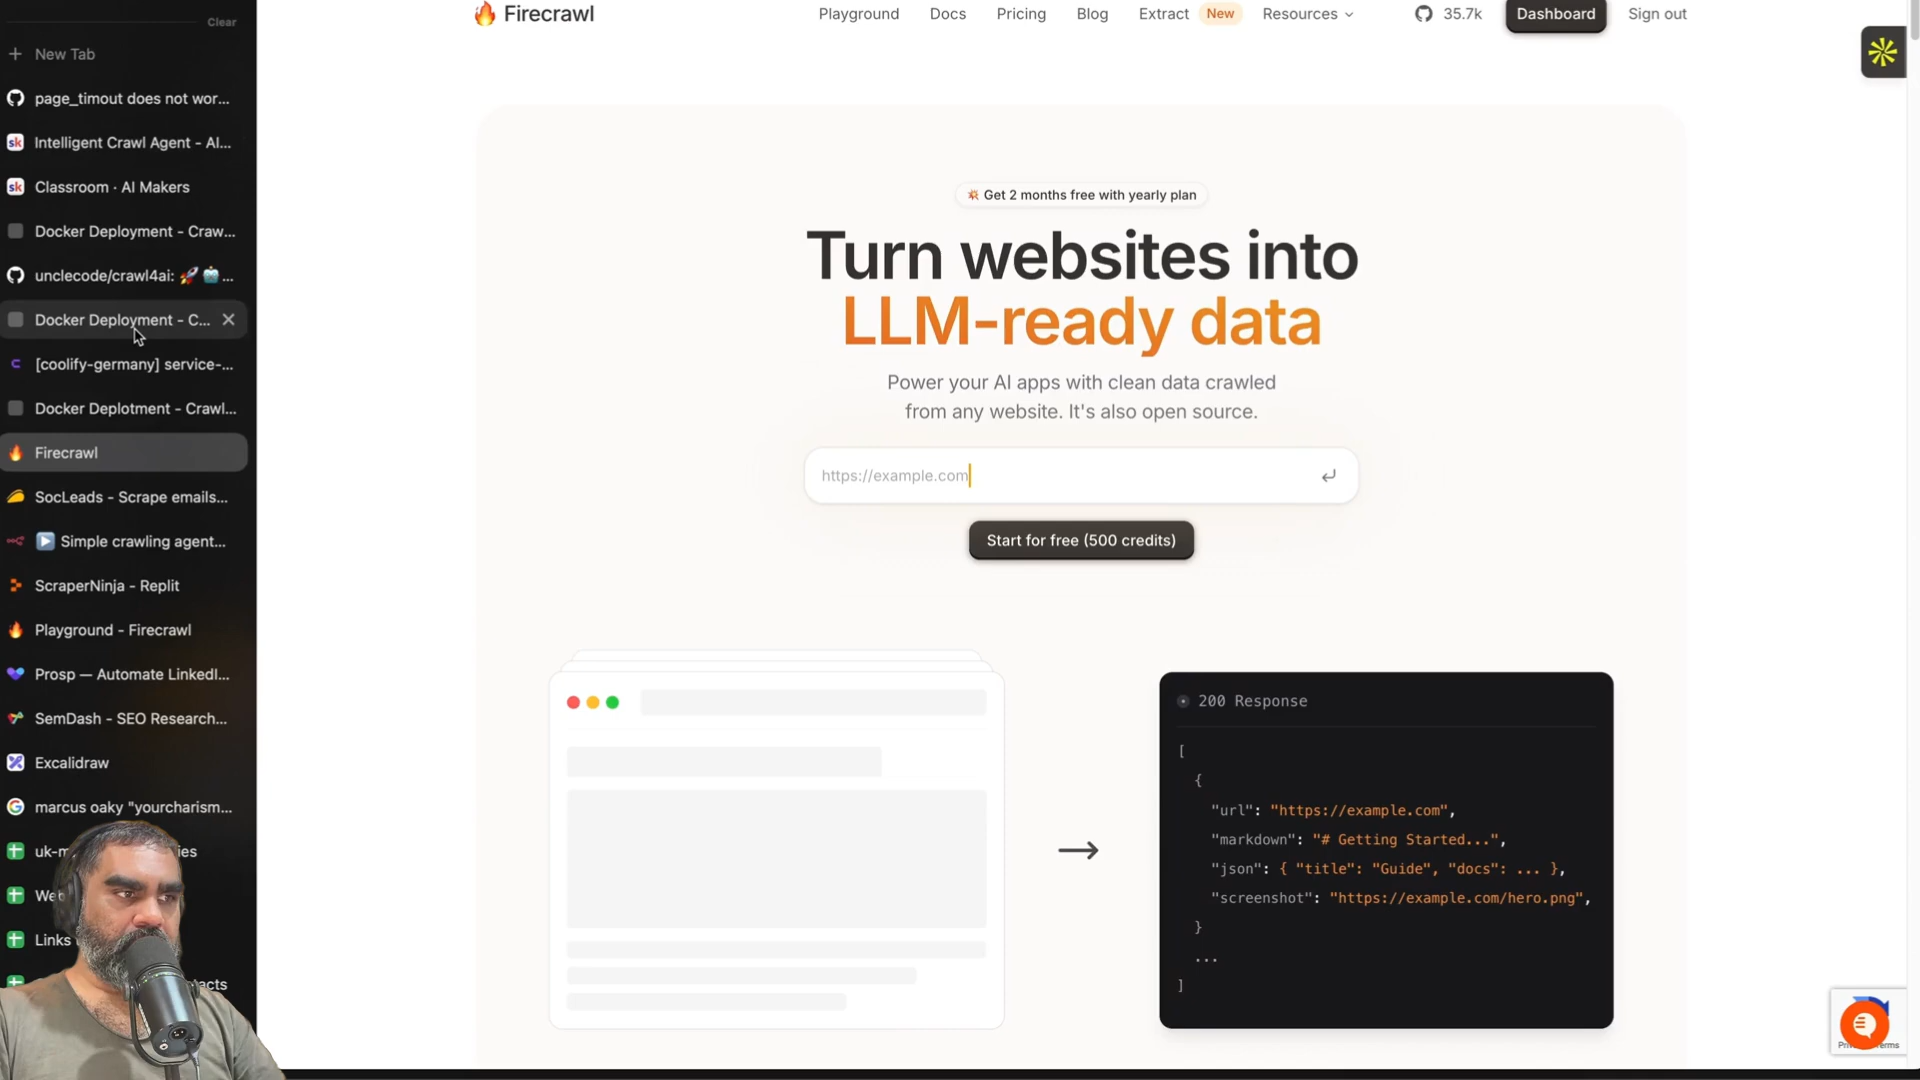 Clear
New Tab
page_timout does not wor...
Intelligent Crawl Agent - AI...
Classroom · AI Makers
Docker Deployment - Craw...
unclecode/crawl4ai: 🚀 🤖 ...
Docker Deployment - C...
[coolify-germany] service-...
Docker Deplotment - Crawl...
Firecrawl
SocLeads - Scrape emails...
▶️ Simple crawling agent...
ScraperNinja - Replit
Playground - Firecrawl
Prosp — Automate LinkedI...
SemDash - SEO Research...
Excalidraw
marcus oaky "yourcharism...
Links
Firecrawl
Playground
Docs
Pricing
Blog
Extract New
Resources
35.7k
Dashboard
Sign out
💥 Get 2 months free with yearly plan
Turn websites into
LLM-ready data
Power your AI apps with clean data crawled
from any website. It's also open source.
https://example.com
Start for free (500 credits)
200 Response
[
{
"url": "https://example.com",
"markdown": "# Getting Started...",
"json": { "title": "Guide", "docs": ... },
"screenshot": "https://example.com/hero.png",
}
...
]